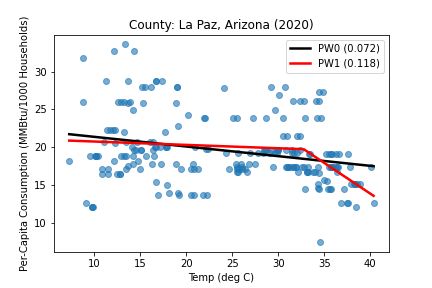 County: La Paz, Arizona (2020)
PW0 (0.072)
PW1 (0.118)
Per-Capita Consumption (MMBtu/1000 Households)
30
25
20
15
10
10 15 20 25 30 35 40
Temp (deg C)